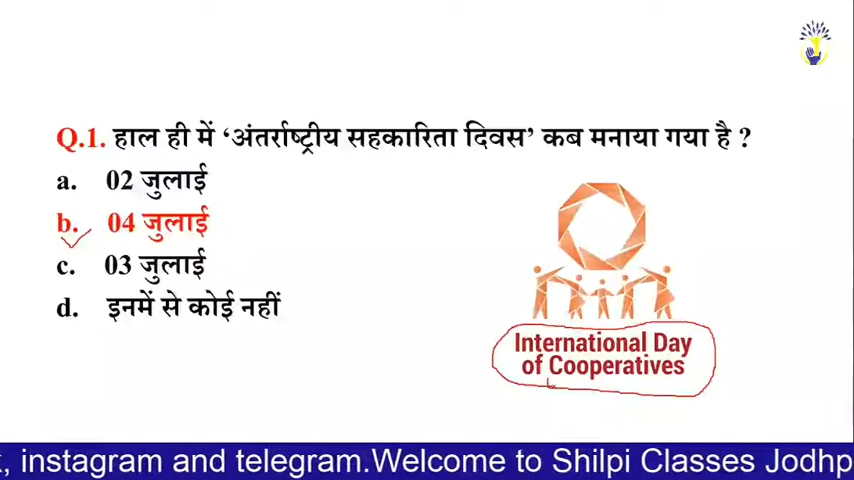 Q.1. हाल ही में ‘अंतर्राष्ट्रीय सहकारिता दिवस’ कब मनाया गया है ?
a. 02 जुलाई
b. 04 जुलाई
c. 03 जुलाई
d. इनमें से कोई नहीं
International Day
of Cooperatives
, instagram and telegram.Welcome to Shilpi Classes Jodhp